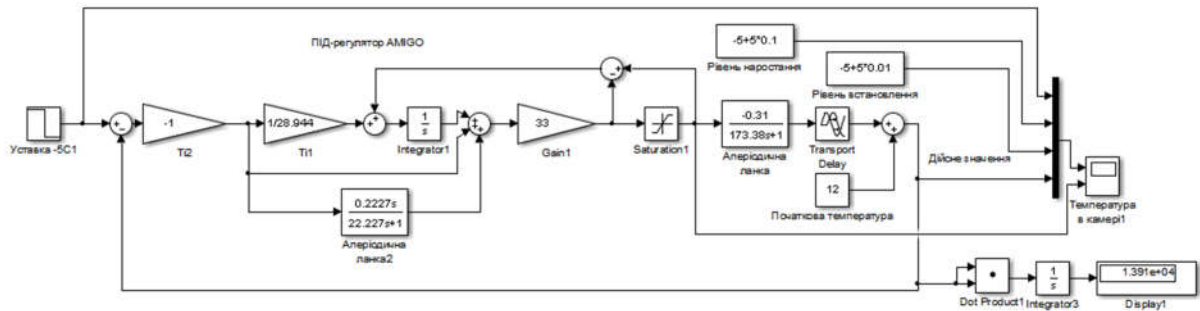 ПІД-регулятор AMIGO
-5+5*0.1
Рівень наростання
-5+5*0.01
Рівень встановлення
Уставка -5С1
-1
Ti2
1/28.944
Ti1
1
s
Integrator1
33
Gain1
Saturation1
-0.31
173.38s+1
Аперіодична
ланка
Transport
Delay
12
Початкова температура
Дійсне значення
Температура
в камері1
0.2227s
22.227s+1
Аперіодична
ланка2
Dot Product1
1
s
Integrator3
1.391e+04
Display1